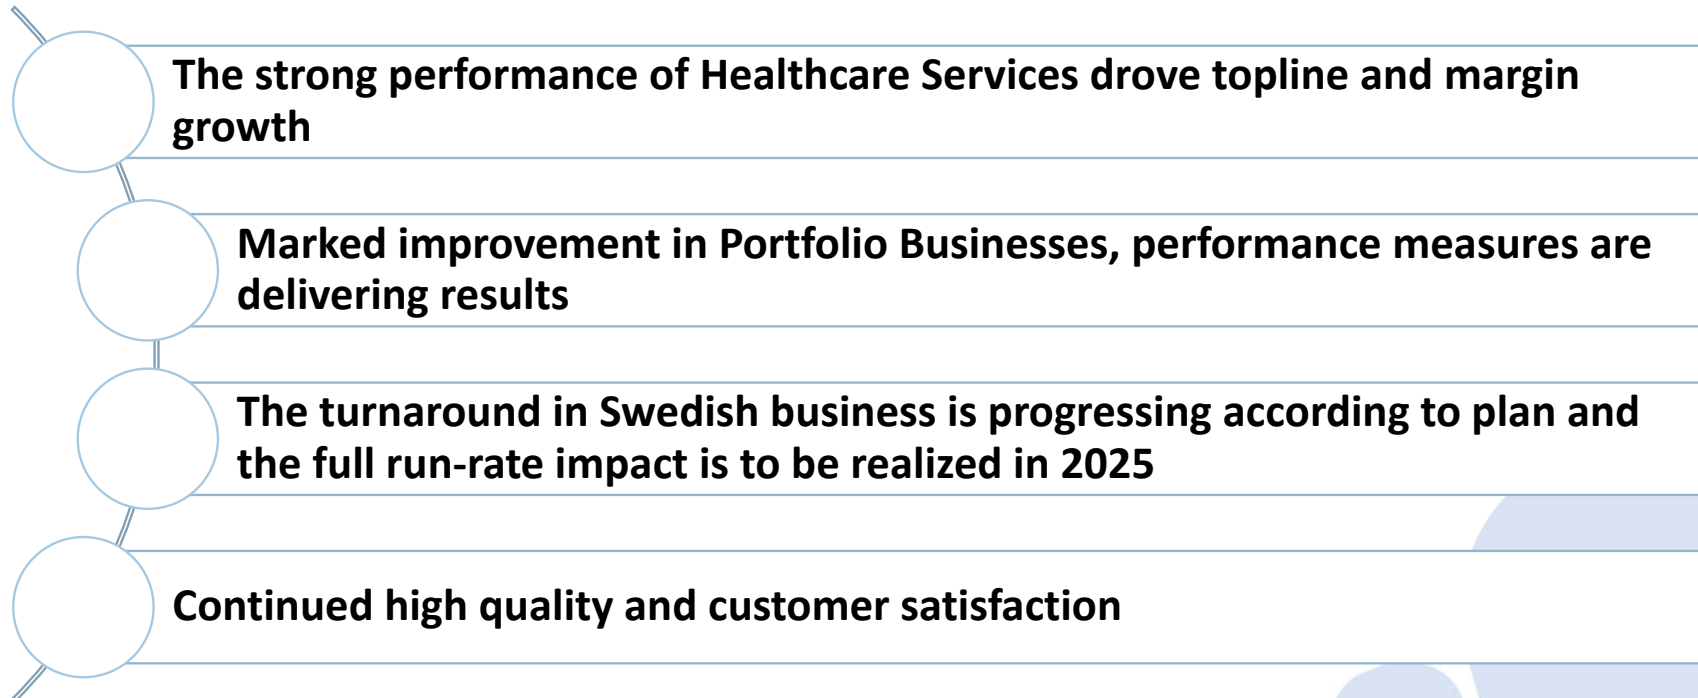 The strong performance of Healthcare Services drove topline and margin
growth
Marked improvement in Portfolio Businesses, performance measures are
delivering results
The turnaround in Swedish business is progressing according to plan and
the full run-rate impact is to be realized in 2025
Continued high quality and customer satisfaction